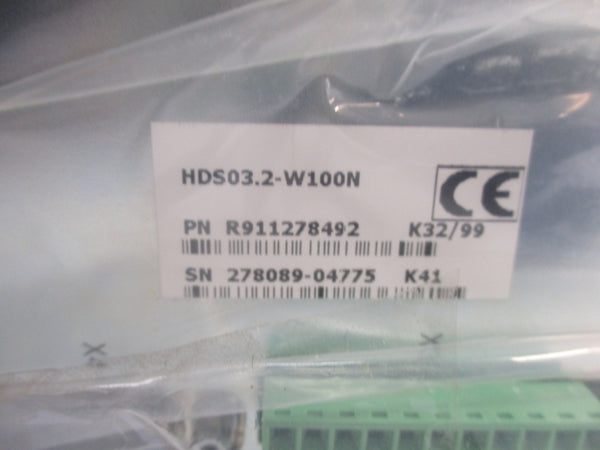 HDS03.2-W100N
CE
PN R911278492 K32/99
SN 278089-04775 K41
X
X